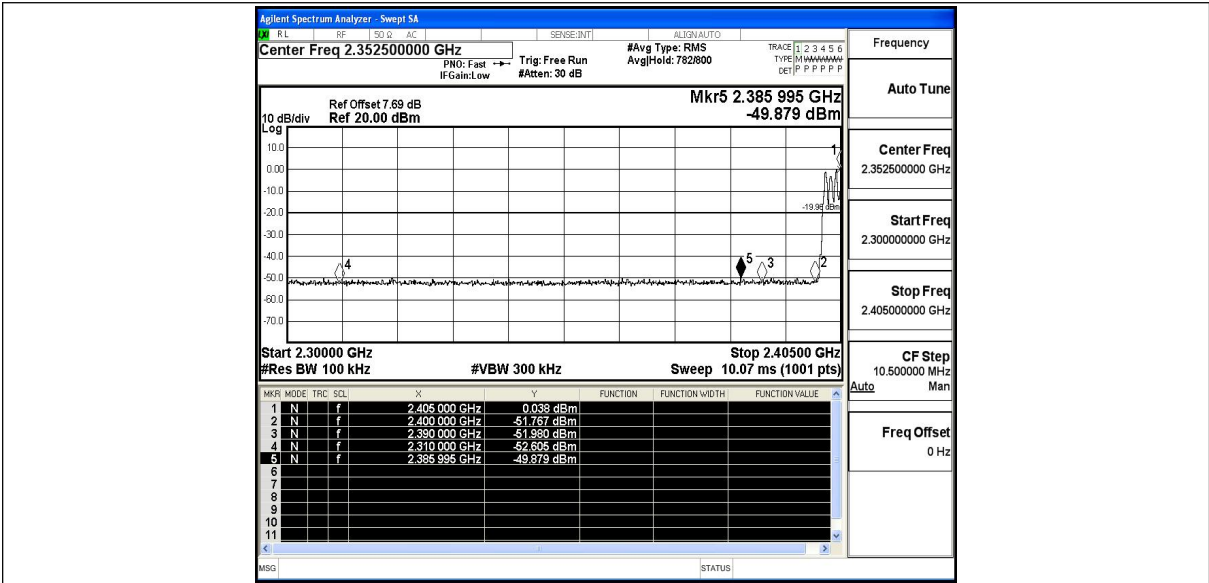 Agilent Spectrum Analyzer - Swept SA
LXI RL RF 50 Ω AC SENSE:INT ALIGNAUTO
Center Freq 2.352500000 GHz
PNO: Fast
IFGain:Low
Trig: Free Run
#Atten: 30 dB
#Avg Type: RMS
Avg|Hold: 782/800
TRACE 1 2 3 4 5 6
TYPE M WWWWW
DET P P P P P P
Mkr5 2.385 995 GHz
-49.879 dBm
Ref Offset 7.69 dB
10 dB/div Ref 20.00 dBm
Log
10.0
0.00
-10.0
-20.0
-30.0
-40.0
-50.0
-60.0
-70.0
1
-19.96 dBm
4
5
3
2
Start 2.30000 GHz Stop 2.40500 GHz
#Res BW 100 kHz #VBW 300 kHz Sweep 10.07 ms (1001 pts)
MKR MODE TRC SCL X Y FUNCTION FUNCTION WIDTH FUNCTION VALUE
1 N f 2.405 000 GHz 0.038 dBm
2 N f 2.400 000 GHz -51.767 dBm
3 N f 2.390 000 GHz -51.980 dBm
4 N f 2.310 000 GHz -52.605 dBm
5 N f 2.385 995 GHz -49.879 dBm
6
7
8
9
10
11
MSG STATUS
Frequency
Auto Tune
Center Freq
2.352500000 GHz
Start Freq
2.300000000 GHz
Stop Freq
2.405000000 GHz
CF Step
10.500000 MHz
Auto Man
Freq Offset
0 Hz